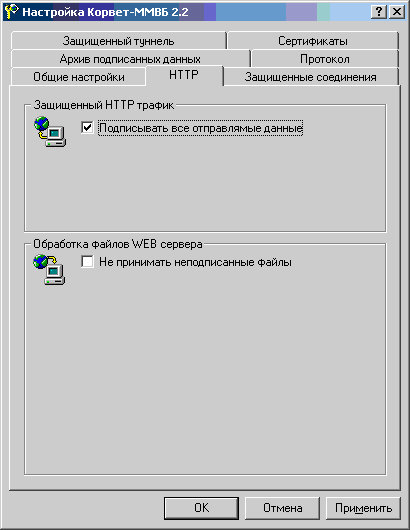 Настройка Корвет-ММВБ 2.2
Защищенный туннель
Сертификаты
Архив подписанных данных
Протокол
Общие настройки
HTTP
Защищенные соединения
Защищенный HTTP трафик
Подписывать все отправлямые данные
Обработка файлов WEB сервера
Не принимать неподписанные файлы
OK
Отмена
Применить